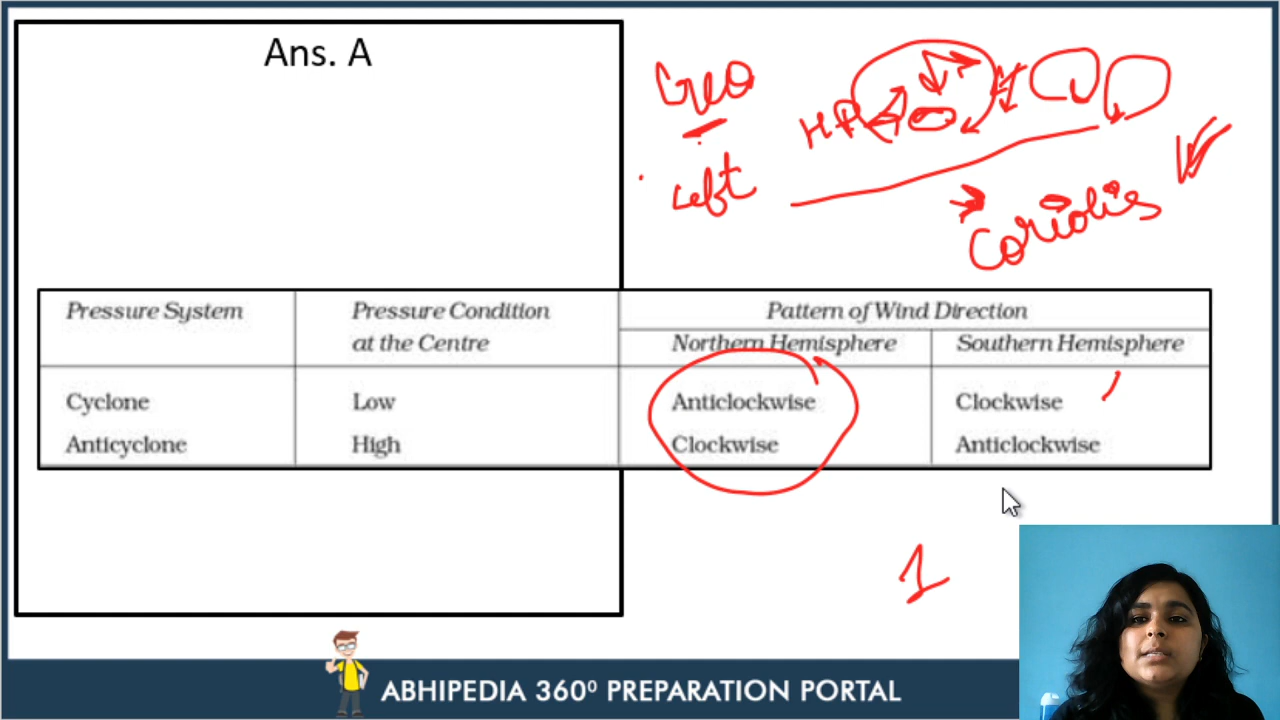 Ans. A
Geo
HP
Left
Coriolis
Pressure System	Pressure Condition at the Centre	Pattern of Wind Direction
Northern Hemisphere	Southern Hemisphere
Cyclone	Low	Anticlockwise	Clockwise
Anticyclone	High	Clockwise	Anticlockwise
1
ABHIPEDIA 360⁰ PREPARATION PORTAL